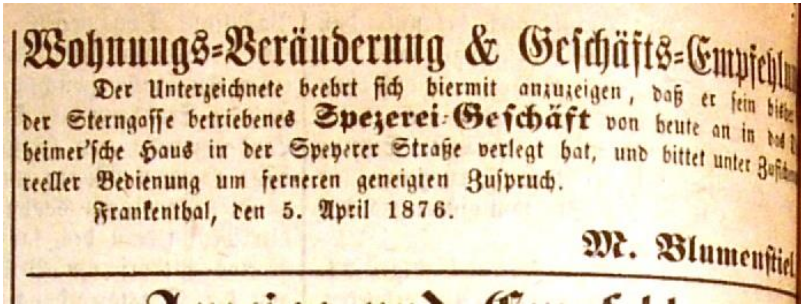 Wohnungs-Veränderung & Geschäfts-Empfehlu
Der Unterzeichnete beehrt sich hiermit anzuzeigen, daß er sein
der Sterngasse betriebenes Spezerei-Geschäft von heute an in das
heimer'sche Haus in der Speyerer Straße verlegt hat, und bittet unter
reeller Bedienung um ferneren geneigten Zuspruch.
Frankenthal, den 5. April 1876.
M. Blumenstiel.